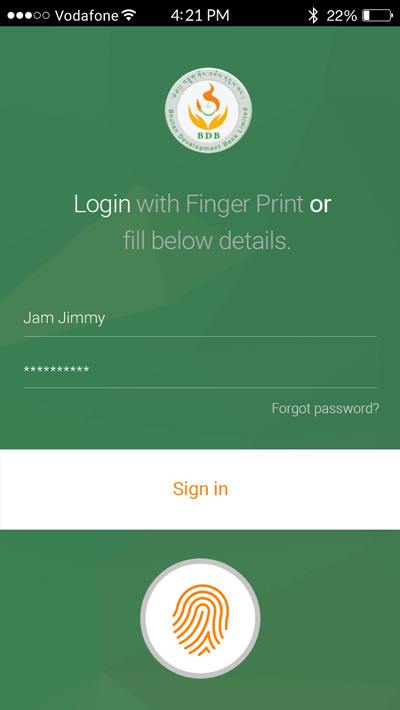 Vodafone 4:21 PM 22%
Bhutan Development Bank Limited
BDB
Login with Finger Print or
fill below details.
Jam Jimmy
**********
Forgot password?
Sign in